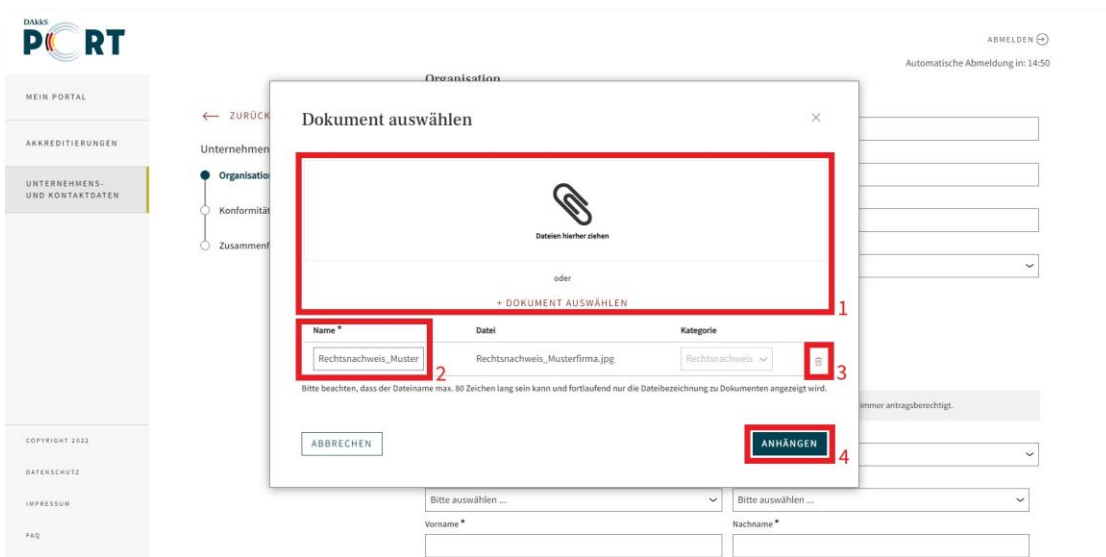 DAkkS
PORT
ABMELDEN
Automatische Abmeldung in: 14:50
MEIN PORTAL
AKKREDITIERUNGEN
UNTERNEHMENS-
UND KONTAKTDATEN
COPYRIGHT 2022
DATENSCHUTZ
IMPRESSUM
FAQ
← ZURÜCK
Unternehmen
Organisatio
Konformität
Zusammenf
Organisation
Dokument auswählen
Dateien hierher ziehen
oder
+ DOKUMENT AUSWÄHLEN
1
Name * Datei Kategorie
Rechtsnachweis_Muster Rechtsnachweis_Musterfirma.jpg Rechtsnachweis
2 3
Bitte beachten, dass der Dateiname max. 80 Zeichen lang sein kann und fortlaufend nur die Dateibezeichnung zu Dokumenten angezeigt wird.
ABBRECHEN ANHÄNGEN
4
immer antragsberechtigt.
Bitte auswählen ... Bitte auswählen ...
Vorname * Nachname *